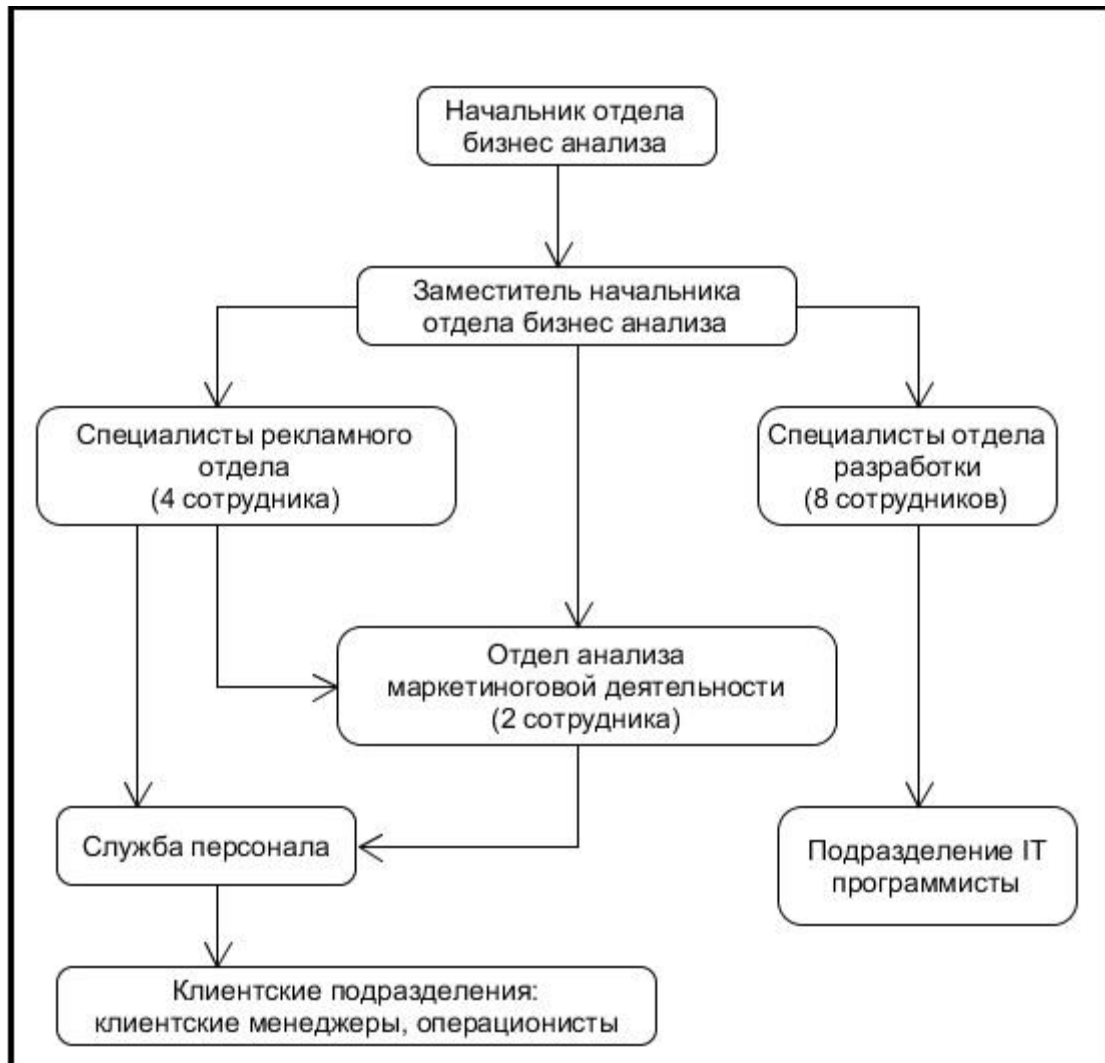 Начальник отдела
бизнес анализа
Заместитель начальника
отдела бизнес анализа
Специалисты рекламного
отдела
(4 сотрудника)
Специалисты отдела
разработки
(8 сотрудников)
Отдел анализа
маркетиноговой деятельности
(2 сотрудника)
Служба персонала
Подразделение IT
программисты
Клиентские подразделения:
клиентские менеджеры, операционисты